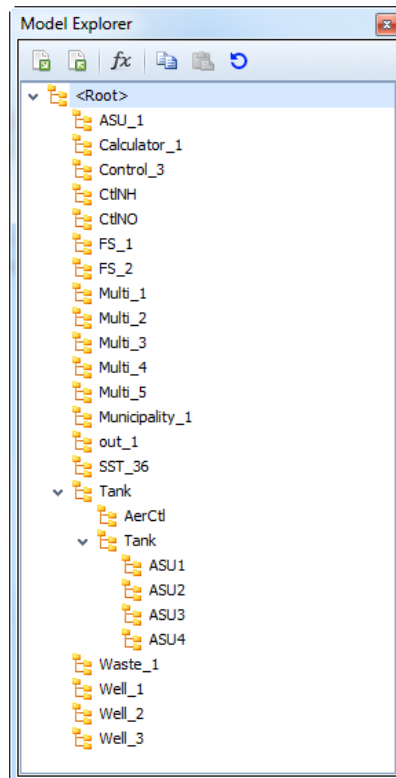 Model Explorer
fx
<Root>
ASU_1
Calculator_1
Control_3
CtlNH
CtlNO
FS_1
FS_2
Multi_1
Multi_2
Multi_3
Multi_4
Multi_5
Municipality_1
out_1
SST_36
Tank
AerCtl
Tank
ASU1
ASU2
ASU3
ASU4
Waste_1
Well_1
Well_2
Well_3